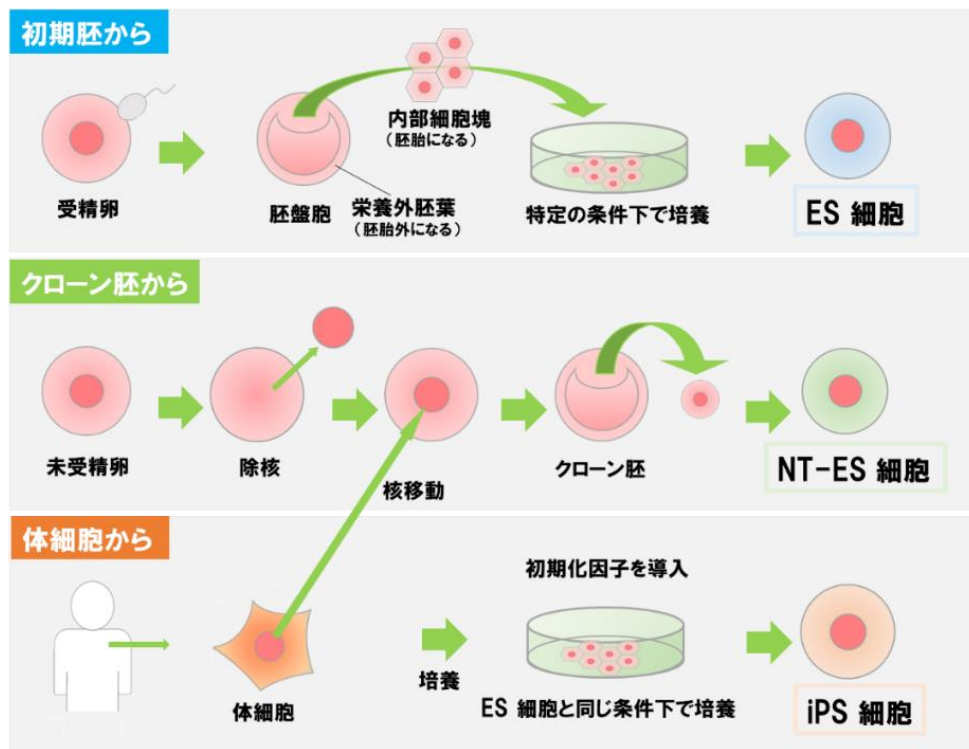 初期胚から
内部細胞塊
（胚胎になる）
受精卵
胚盤胞
栄養外胚葉
（胚胎外になる）
特定の条件下で培養
ES 細胞
クローン胚から
未受精卵
除核
核移動
クローン胚
NT-ES 細胞
体細胞から
初期化因子を導入
体細胞
培養
ES 細胞と同じ条件下で培養
iPS 細胞